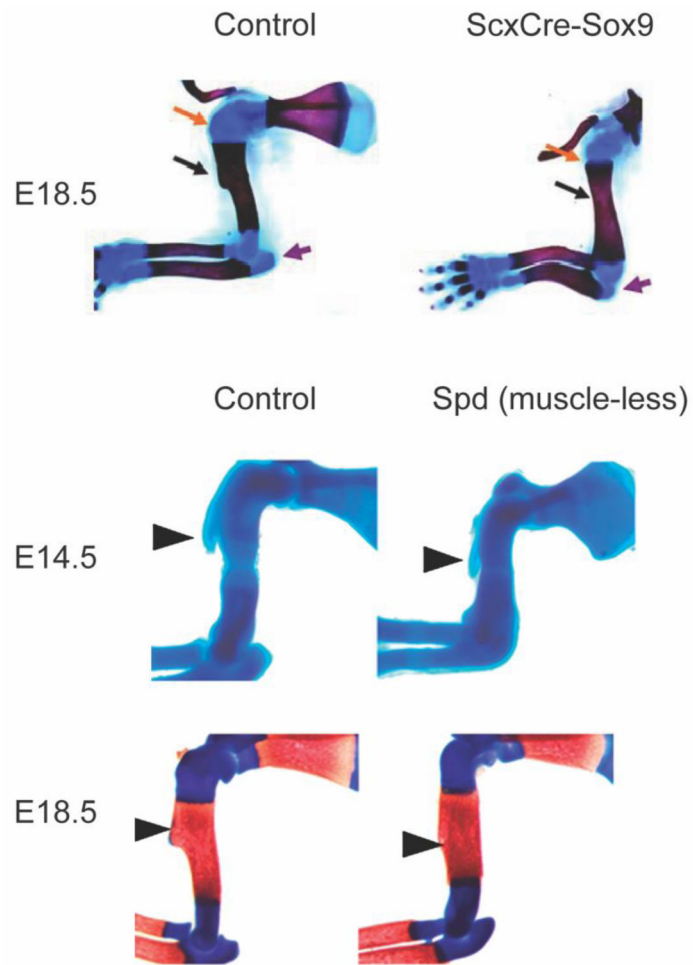 Control ScxCre-Sox9
E18.5
Control Spd (muscle-less)
E14.5
E18.5